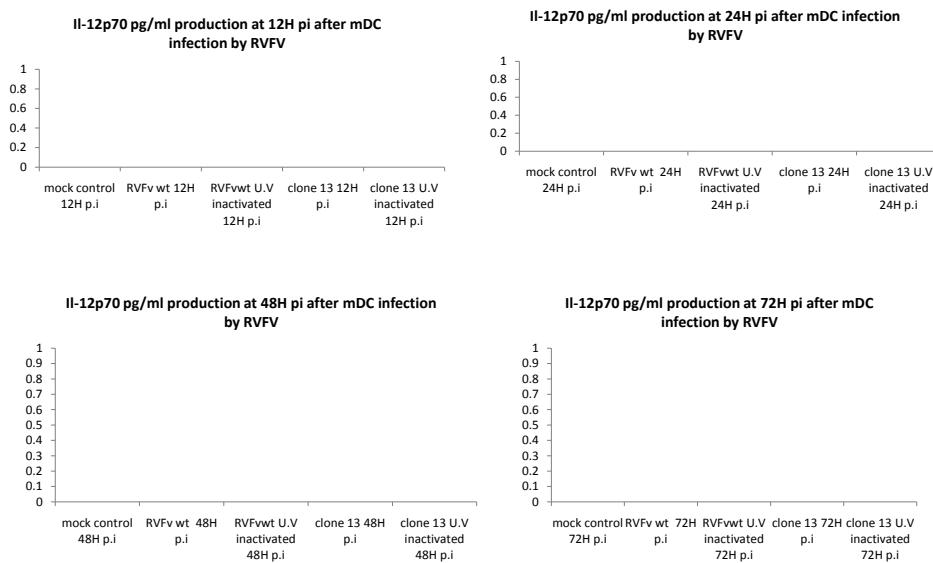 Il-12p70 pg/ml production at 12H pi after mDC
infection by RVFV
1
0.8
0.6
0.4
0.2
0
mock control RVFv wt 12H RVFvwt U.V clone 13 12H clone 13 U.V
12H p.i p.i inactivated p.i inactivated
12H p.i 12H p.i
Il-12p70 pg/ml production at 24H pi after mDC infection
by RVFV
1
0.8
0.6
0.4
0.2
0
mock control RVFv wt 24H RVFvwt U.V clone 13 24H clone 13 U.V
24H p.i p.i inactivated p.i inactivated
24H p.i 24H p.i
Il-12p70 pg/ml production at 48H pi after mDC infection
by RVFV
1
0.9
0.8
0.7
0.6
0.5
0.4
0.3
0.2
0.1
0
mock control RVFv wt 48H RVFvwt U.V clone 13 48H clone 13 U.V
48H p.i p.i inactivated p.i inactivated
48H p.i 48H p.i
Il-12p70 pg/ml production at 72H pi after mDC
infection by RVFV
1
0.9
0.8
0.7
0.6
0.5
0.4
0.3
0.2
0.1
0
mock control RVFv wt 72H RVFvwt U.V clone 13 72H clone 13 U.V
72H p.i p.i inactivated p.i inactivated
72H p.i 72H p.i